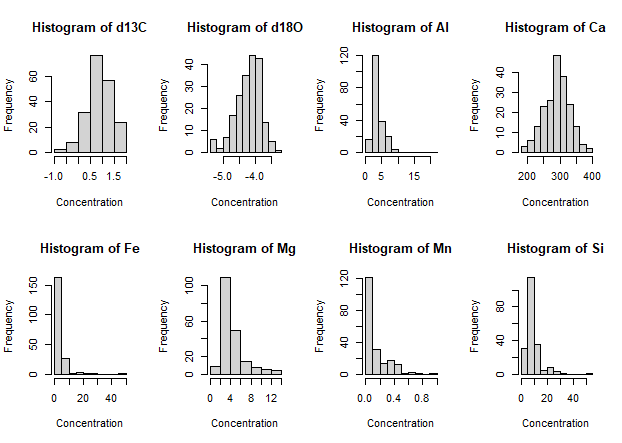 Histogram of d13C
Frequency
0 20 40 60
-1.0 0.5 1.5
Concentration
Histogram of d18O
Frequency
0 10 20 30 40
-5.0 -4.0
Concentration
Histogram of Al
Frequency
0 40 80 120
0 5 15
Concentration
Histogram of Ca
Frequency
0 10 20 30 40
200 300 400
Concentration
Histogram of Fe
Frequency
0 50 100 150
0 20 40
Concentration
Histogram of Mg
Frequency
0 20 60 100
0 4 8 12
Concentration
Histogram of Mn
Frequency
0 40 80 120
0.0 0.4 0.8
Concentration
Histogram of Si
Frequency
0 20 40 60 80
0 20 40
Concentration